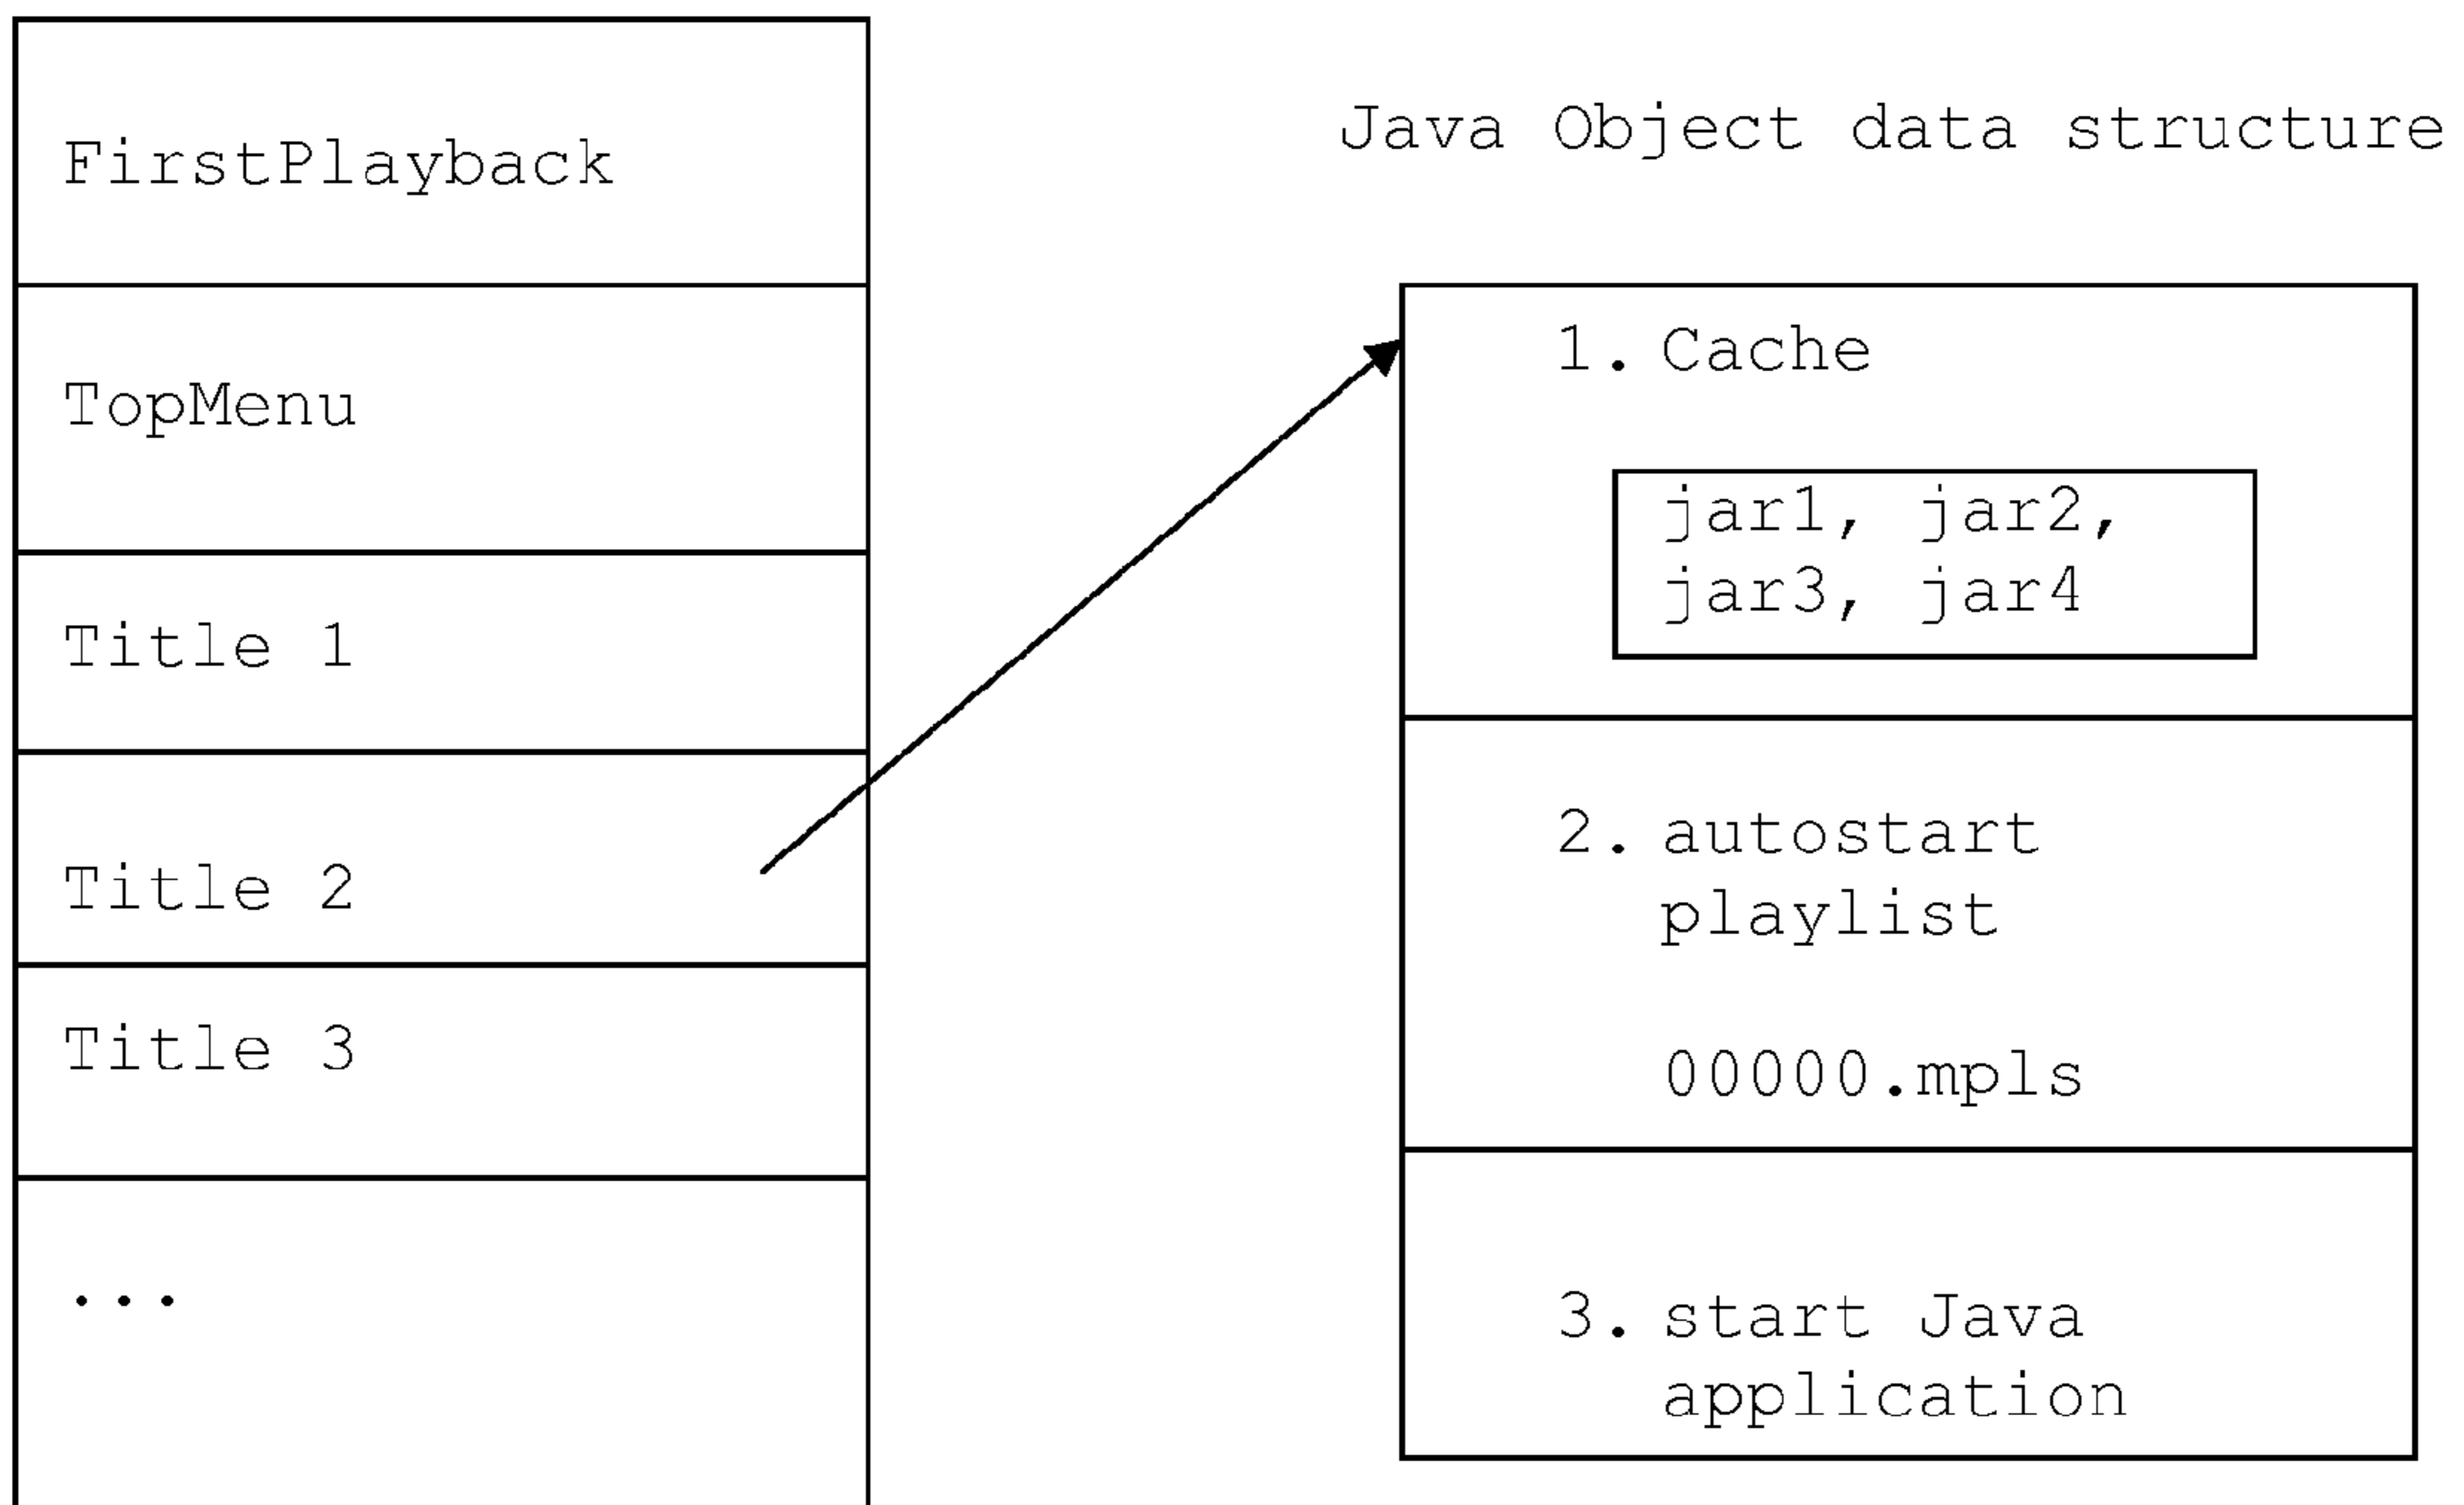 FirstPlayback
TopMenu
Title 1
Title 2
Title 3
...
Java Object data structure
1. Cache
jar1, jar2,
jar3, jar4
2. autostart
playlist
00000.mpls
3. start Java
application